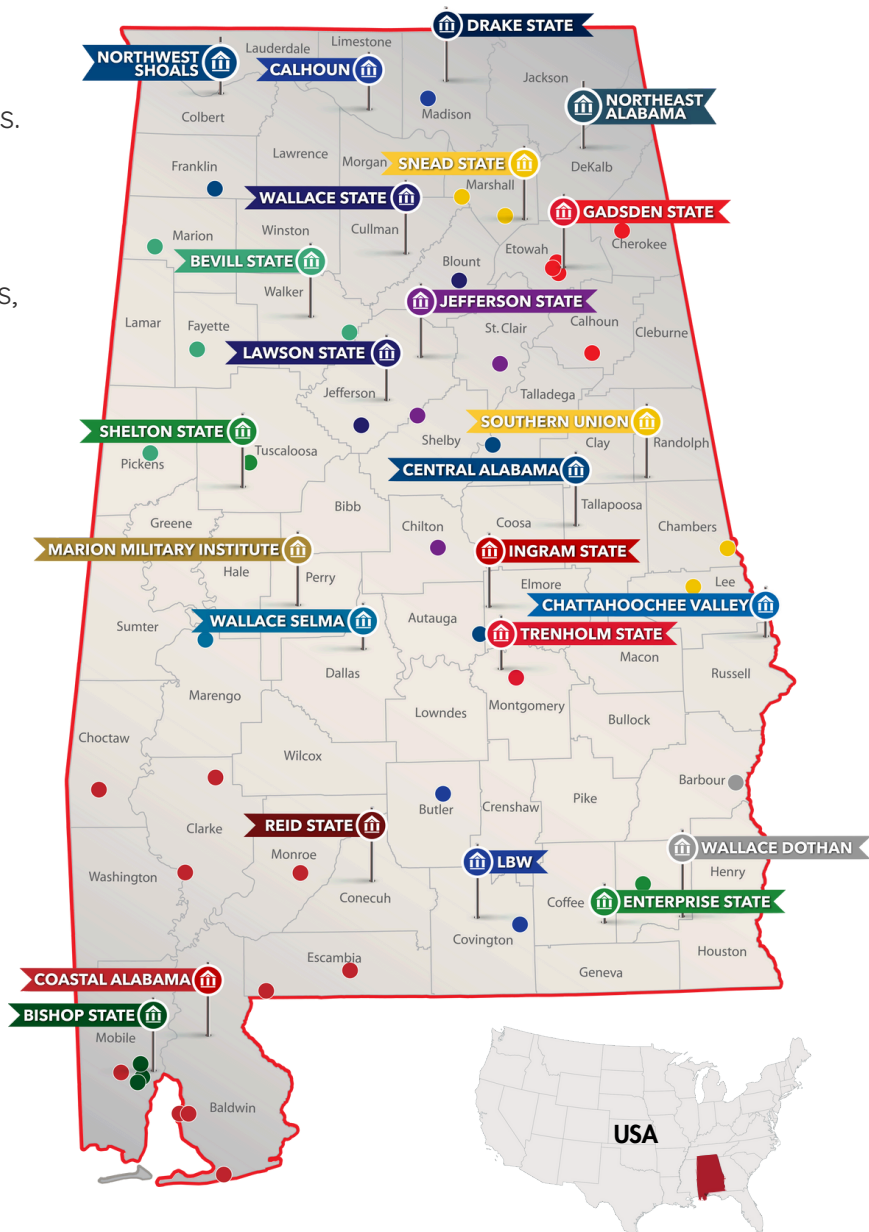 DRAKE STATE
Lauderdale
Limestone
NORTHWEST
SHOALS
CALHOUN
Jackson
NORTHEAST
ALABAMA
Madison
s.
Colbert
Lawrence
Morgan
SNEAD STATE
DeKalb
Franklin
Marshall
WALLACE STATE
GADSDEN STATE
Marion
Winston
Cullman
Etowah
Cherokee
BEVILL STATE
Blount
s,
Walker
JEFFERSON STATE
Lamar
Fayette
St. Clair
Calhoun
Cleburne
LAWSON STATE
Jefferson
Talladega
SHELTON STATE
SOUTHERN UNION
Shelby
Clay
Randolph
Tuscaloosa
Pickens
CENTRAL ALABAMA
Bibb
Tallapoosa
Greene
Chilton
Coosa
Chambers
MARION MILITARY INSTITUTE
INGRAM STATE
Hale
Perry
Elmore
Lee
CHATTAHOOCHEE VALLEY
Sumter
WALLACE SELMA
Autauga
TRENHOLM STATE
Macon
Dallas
Russell
Marengo
Lowndes
Montgomery
Bullock
Choctaw
Wilcox
Barbour
Butler
Crenshaw
Pike
Clarke
REID STATE
WALLACE DOTHAN
Monroe
LBW
Washington
Henry
Conecuh
Coffee
ENTERPRISE STATE
Covington
Houston
Escambia
Geneva
COASTAL ALABAMA
BISHOP STATE
Mobile
Baldwin
USA